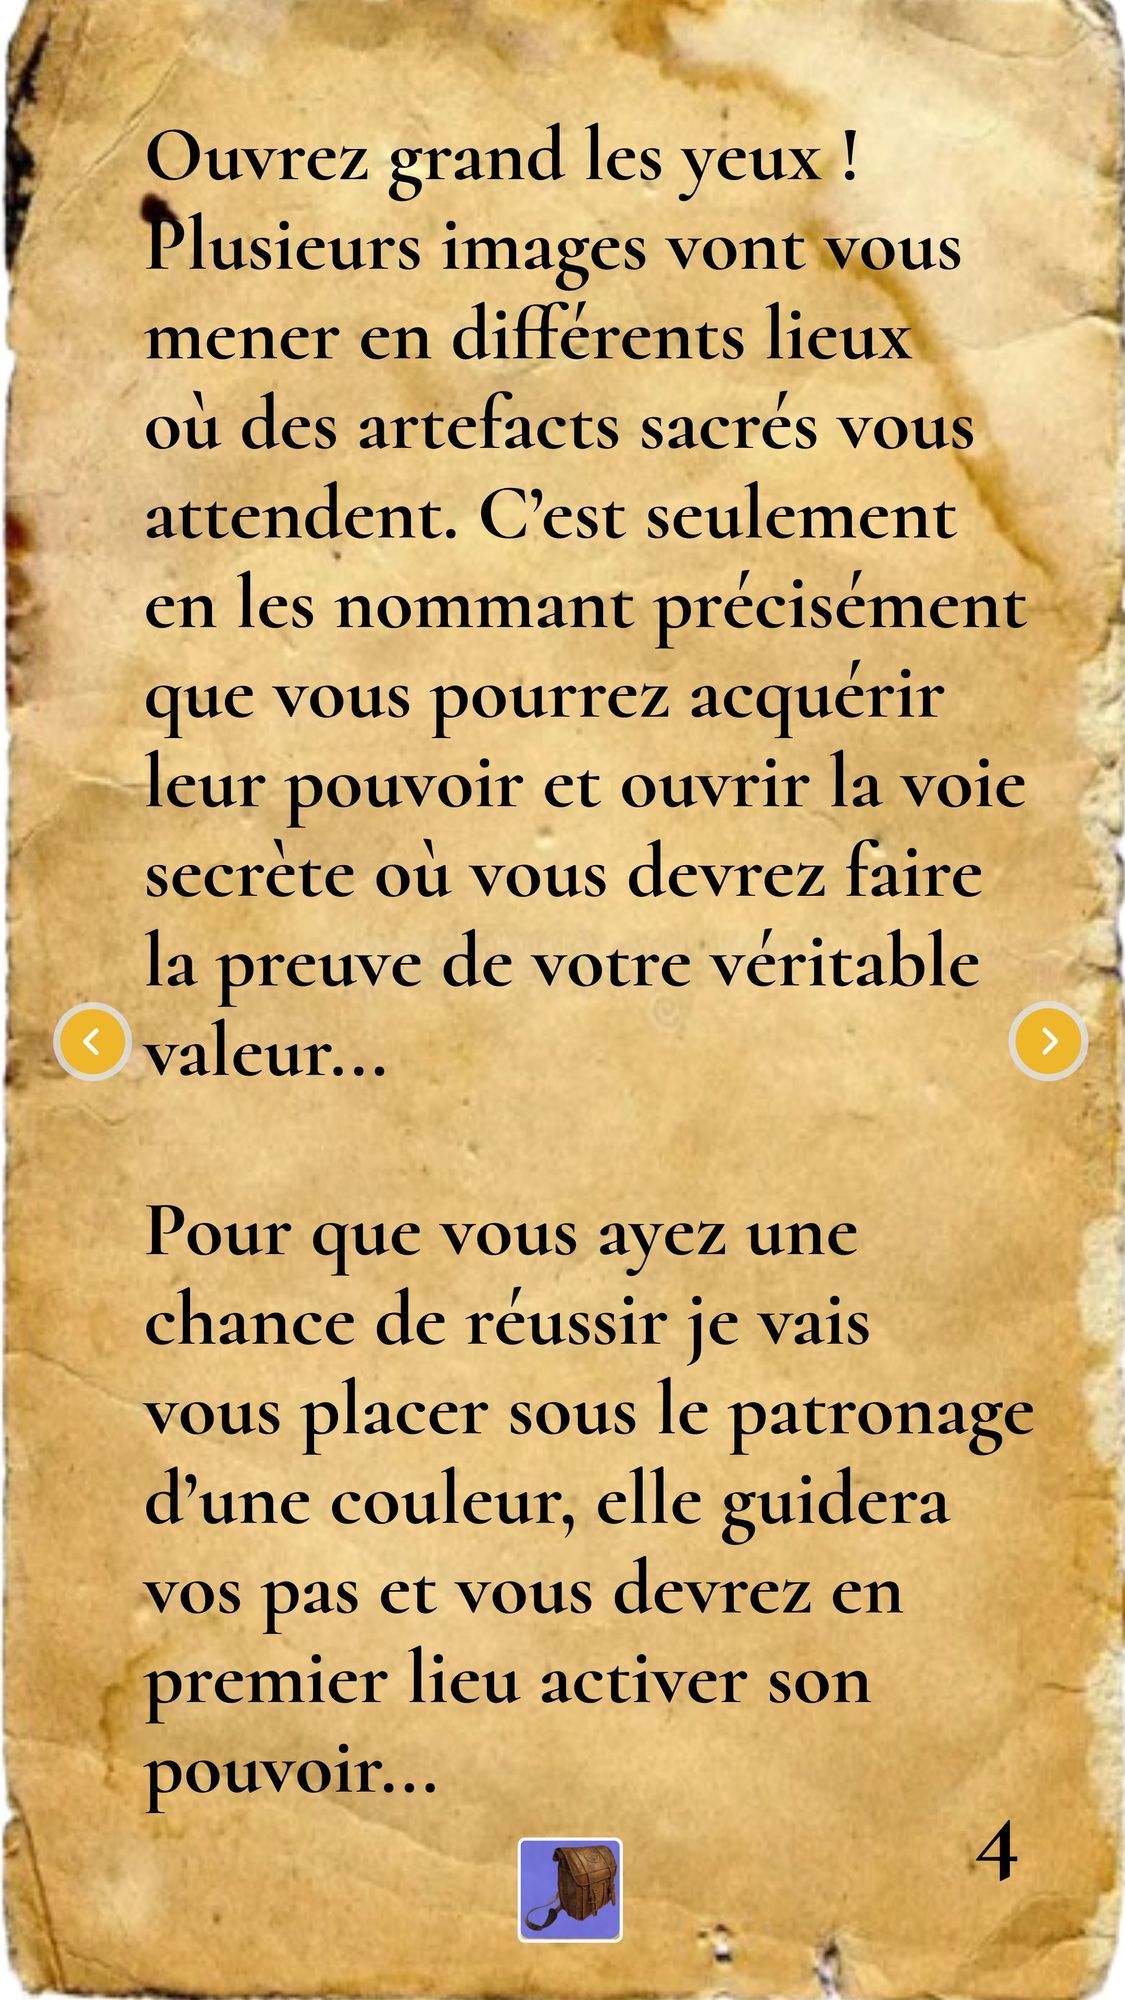 Ouvrez grand les yeux !
Plusieurs images vont vous
mener en différents lieux
où des artefacts sacrés vous
attendent. C’est seulement
en les nommant précisément
que vous pourrez acquérir
leur pouvoir et ouvrir la voie
secrète où vous devrez faire
la preuve de votre véritable
valeur...
Pour que vous ayez une
chance de réussir je vais
vous placer sous le patronage
d’une couleur, elle guidera
vos pas et vous devrez en
premier lieu activer son
pouvoir...
4